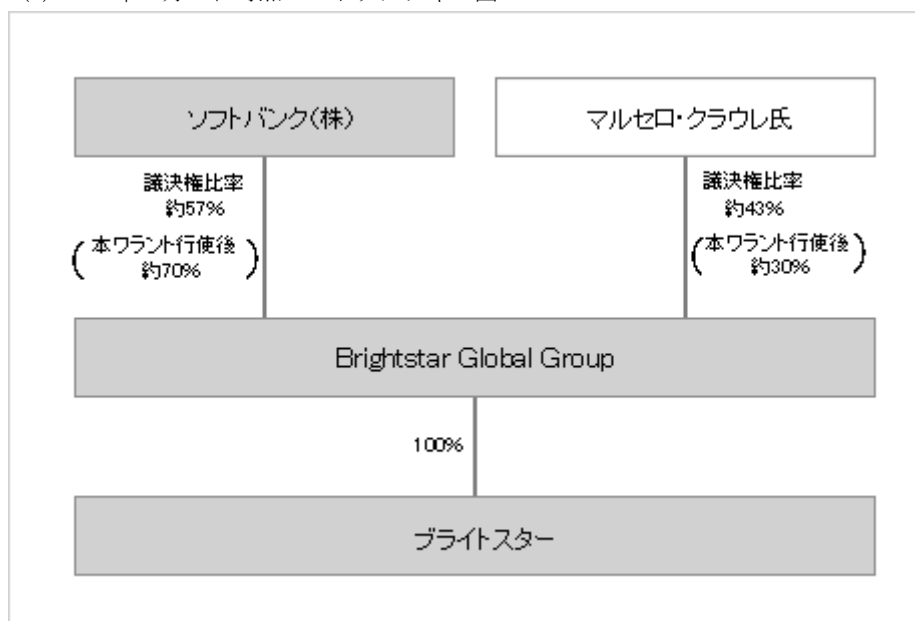 ソフトバンク(株)
マルセロ・クラウレ氏
議決権比率
約57%
(本ワラント行使後
約70%)
議決権比率
約43%
(本ワラント行使後
約30%)
Brightstar Global Group
100%
ブライトスター